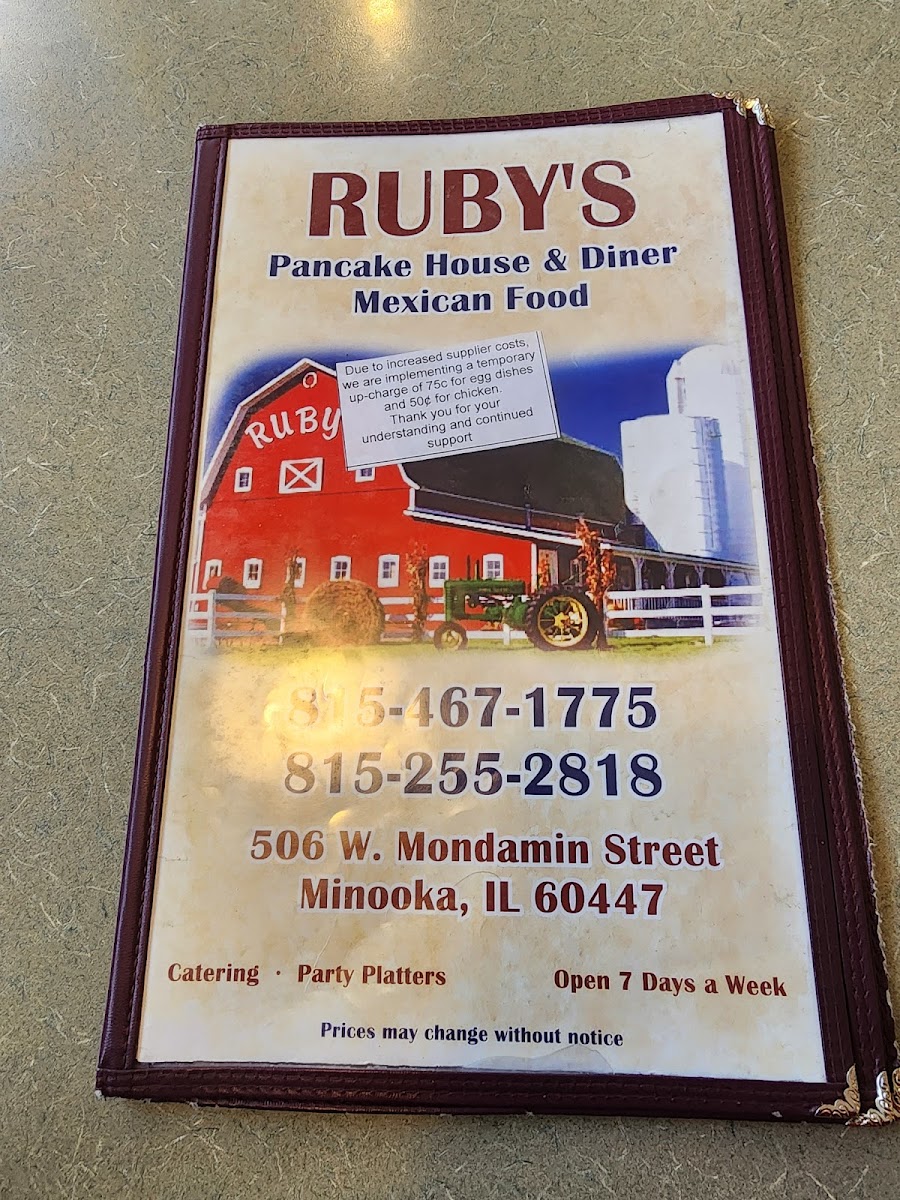 RUBY'S
Pancake House & Diner
Mexican Food
Due to increased supplier costs,
we are implementing a temporary
up-charge of 75c for egg dishes
and 50¢ for chicken.
Thank you for your
understanding and continued
support
RUBY
815-467-1775
815-255-2818
506 W. Mondamin Street
Minooka, IL 60447
Catering · Party Platters
Open 7 Days a Week
Prices may change without notice